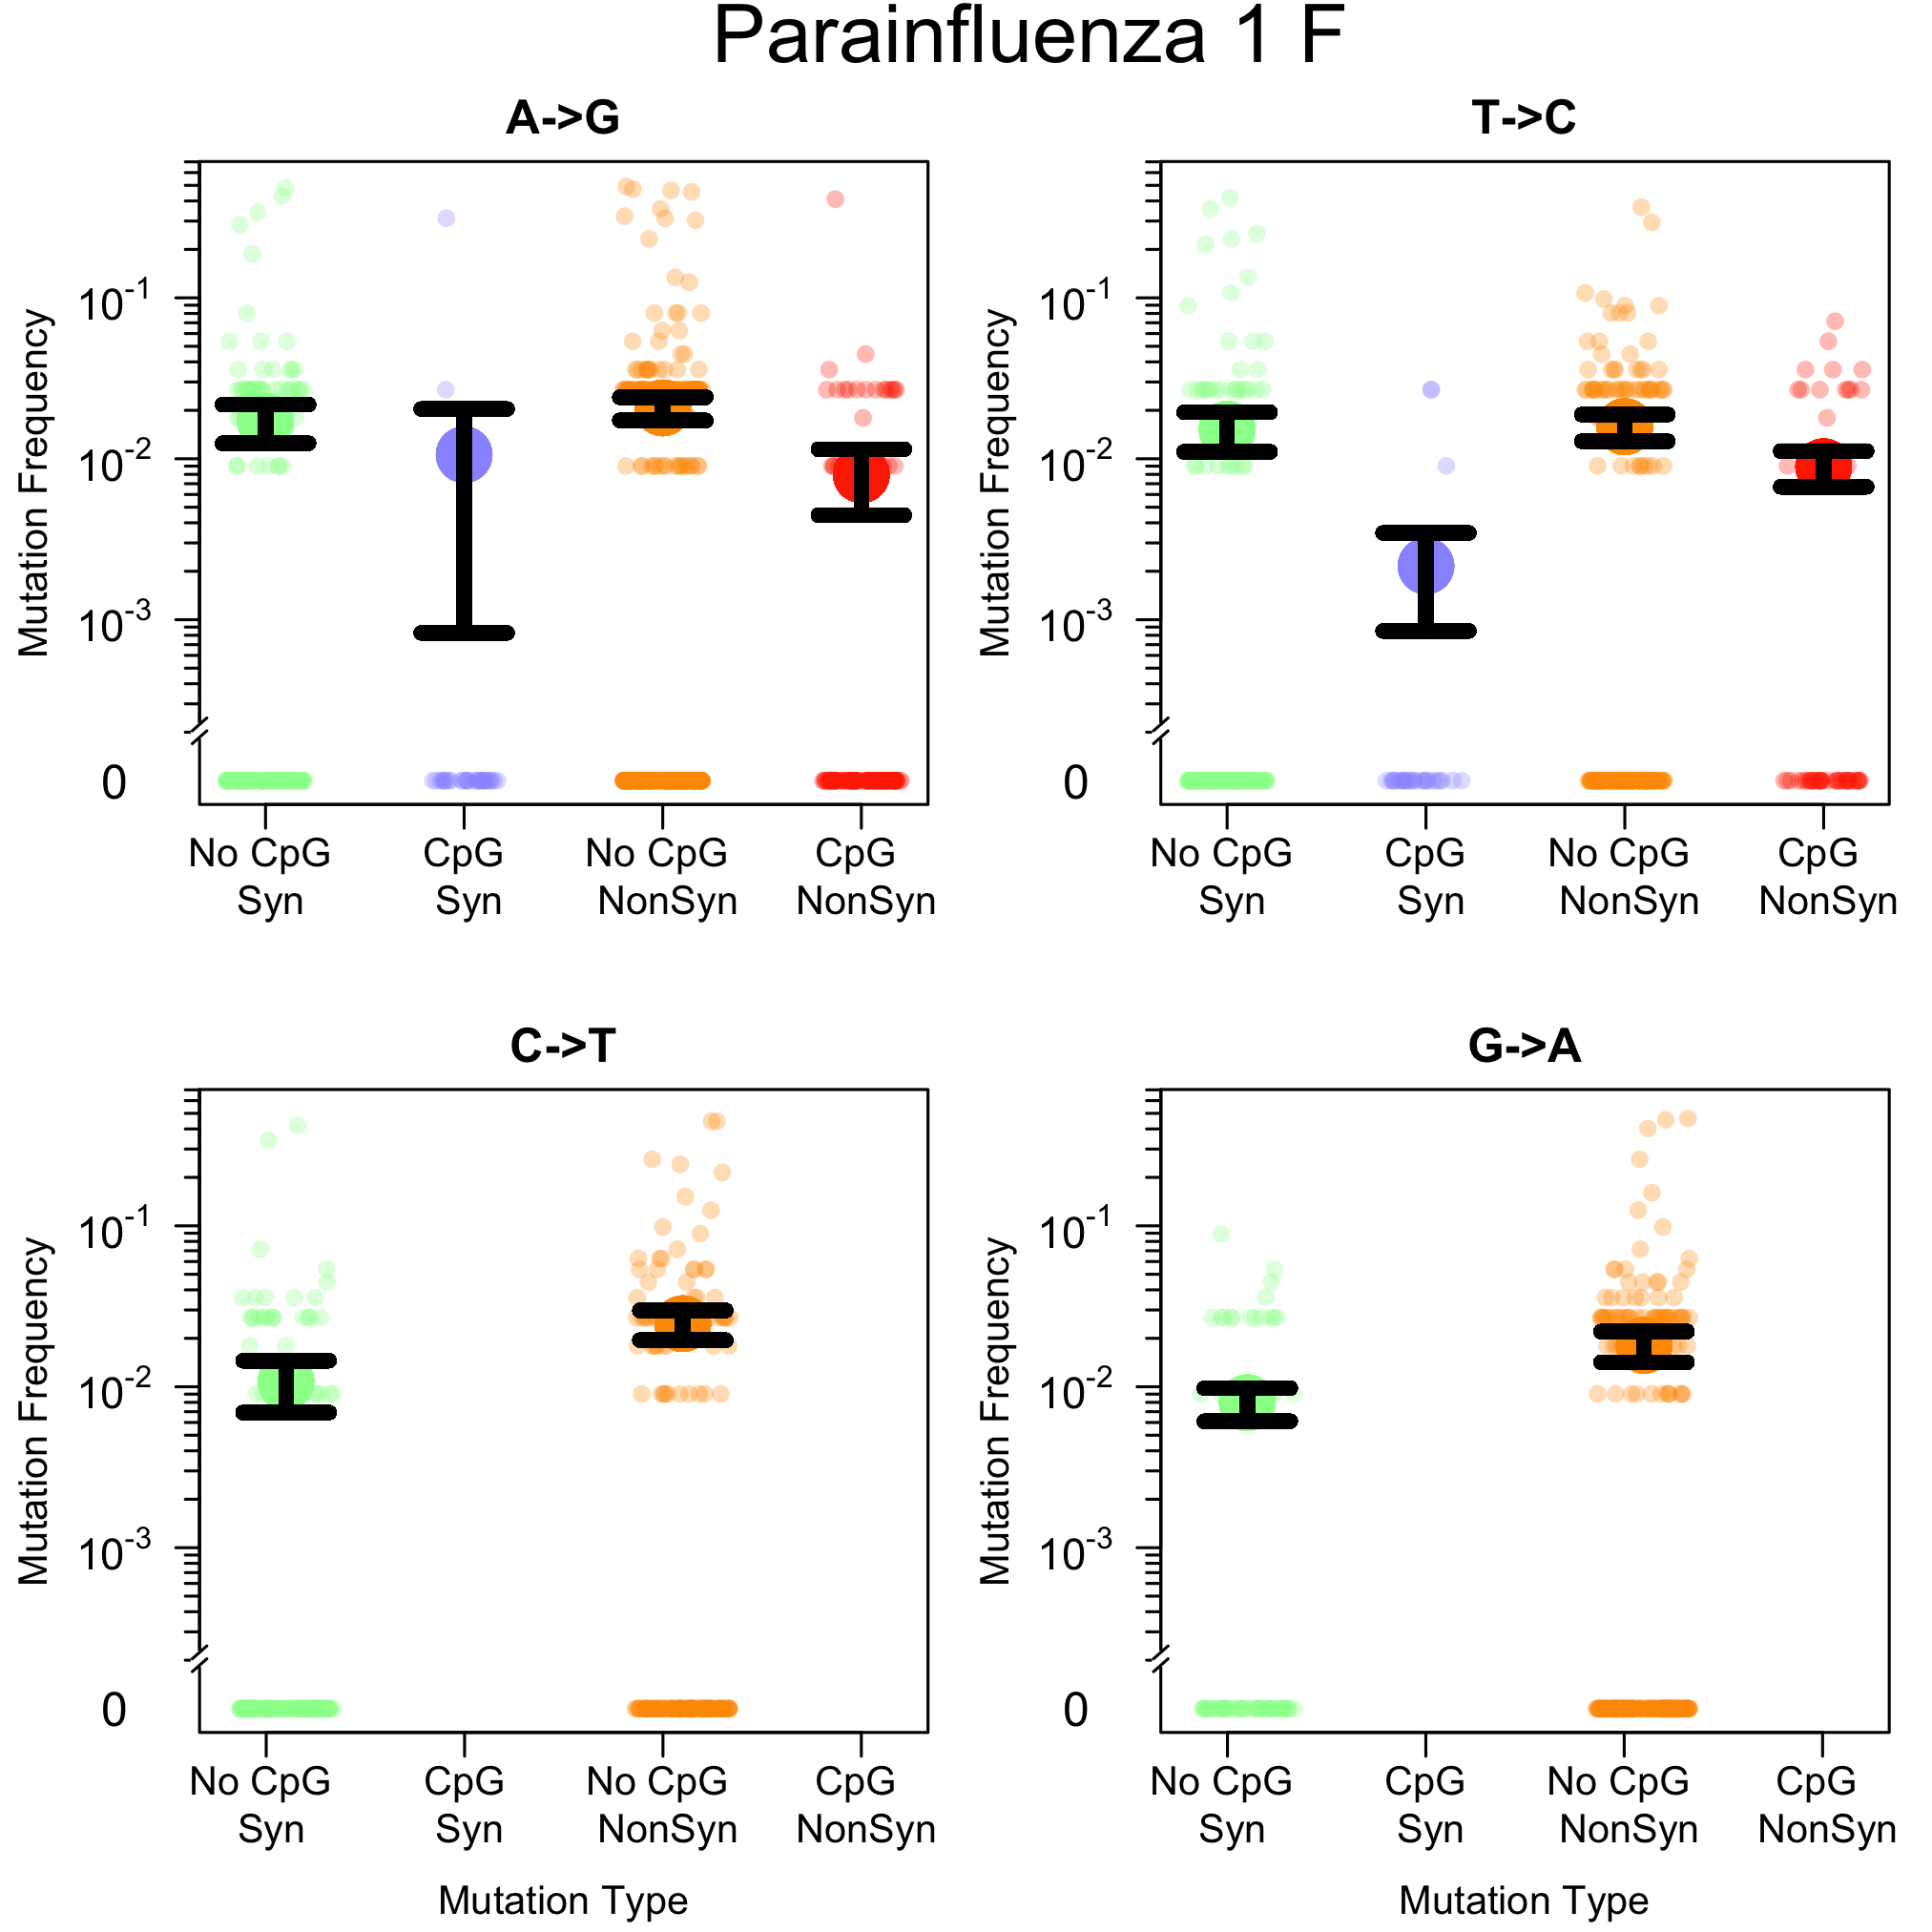 Parainfluenza 1 F
A->G
Mutation Frequency
10-1
10-2
10-3
0
No CpG Syn
CpG Syn
No CpG NonSyn
CpG NonSyn
T->C
Mutation Frequency
10-1
10-2
10-3
0
No CpG Syn
CpG Syn
No CpG NonSyn
CpG NonSyn
C->T
Mutation Frequency
10-1
10-2
10-3
0
No CpG Syn
CpG Syn
No CpG NonSyn
CpG NonSyn
Mutation Type
G->A
Mutation Frequency
10-1
10-2
10-3
0
No CpG Syn
CpG Syn
No CpG NonSyn
CpG NonSyn
Mutation Type